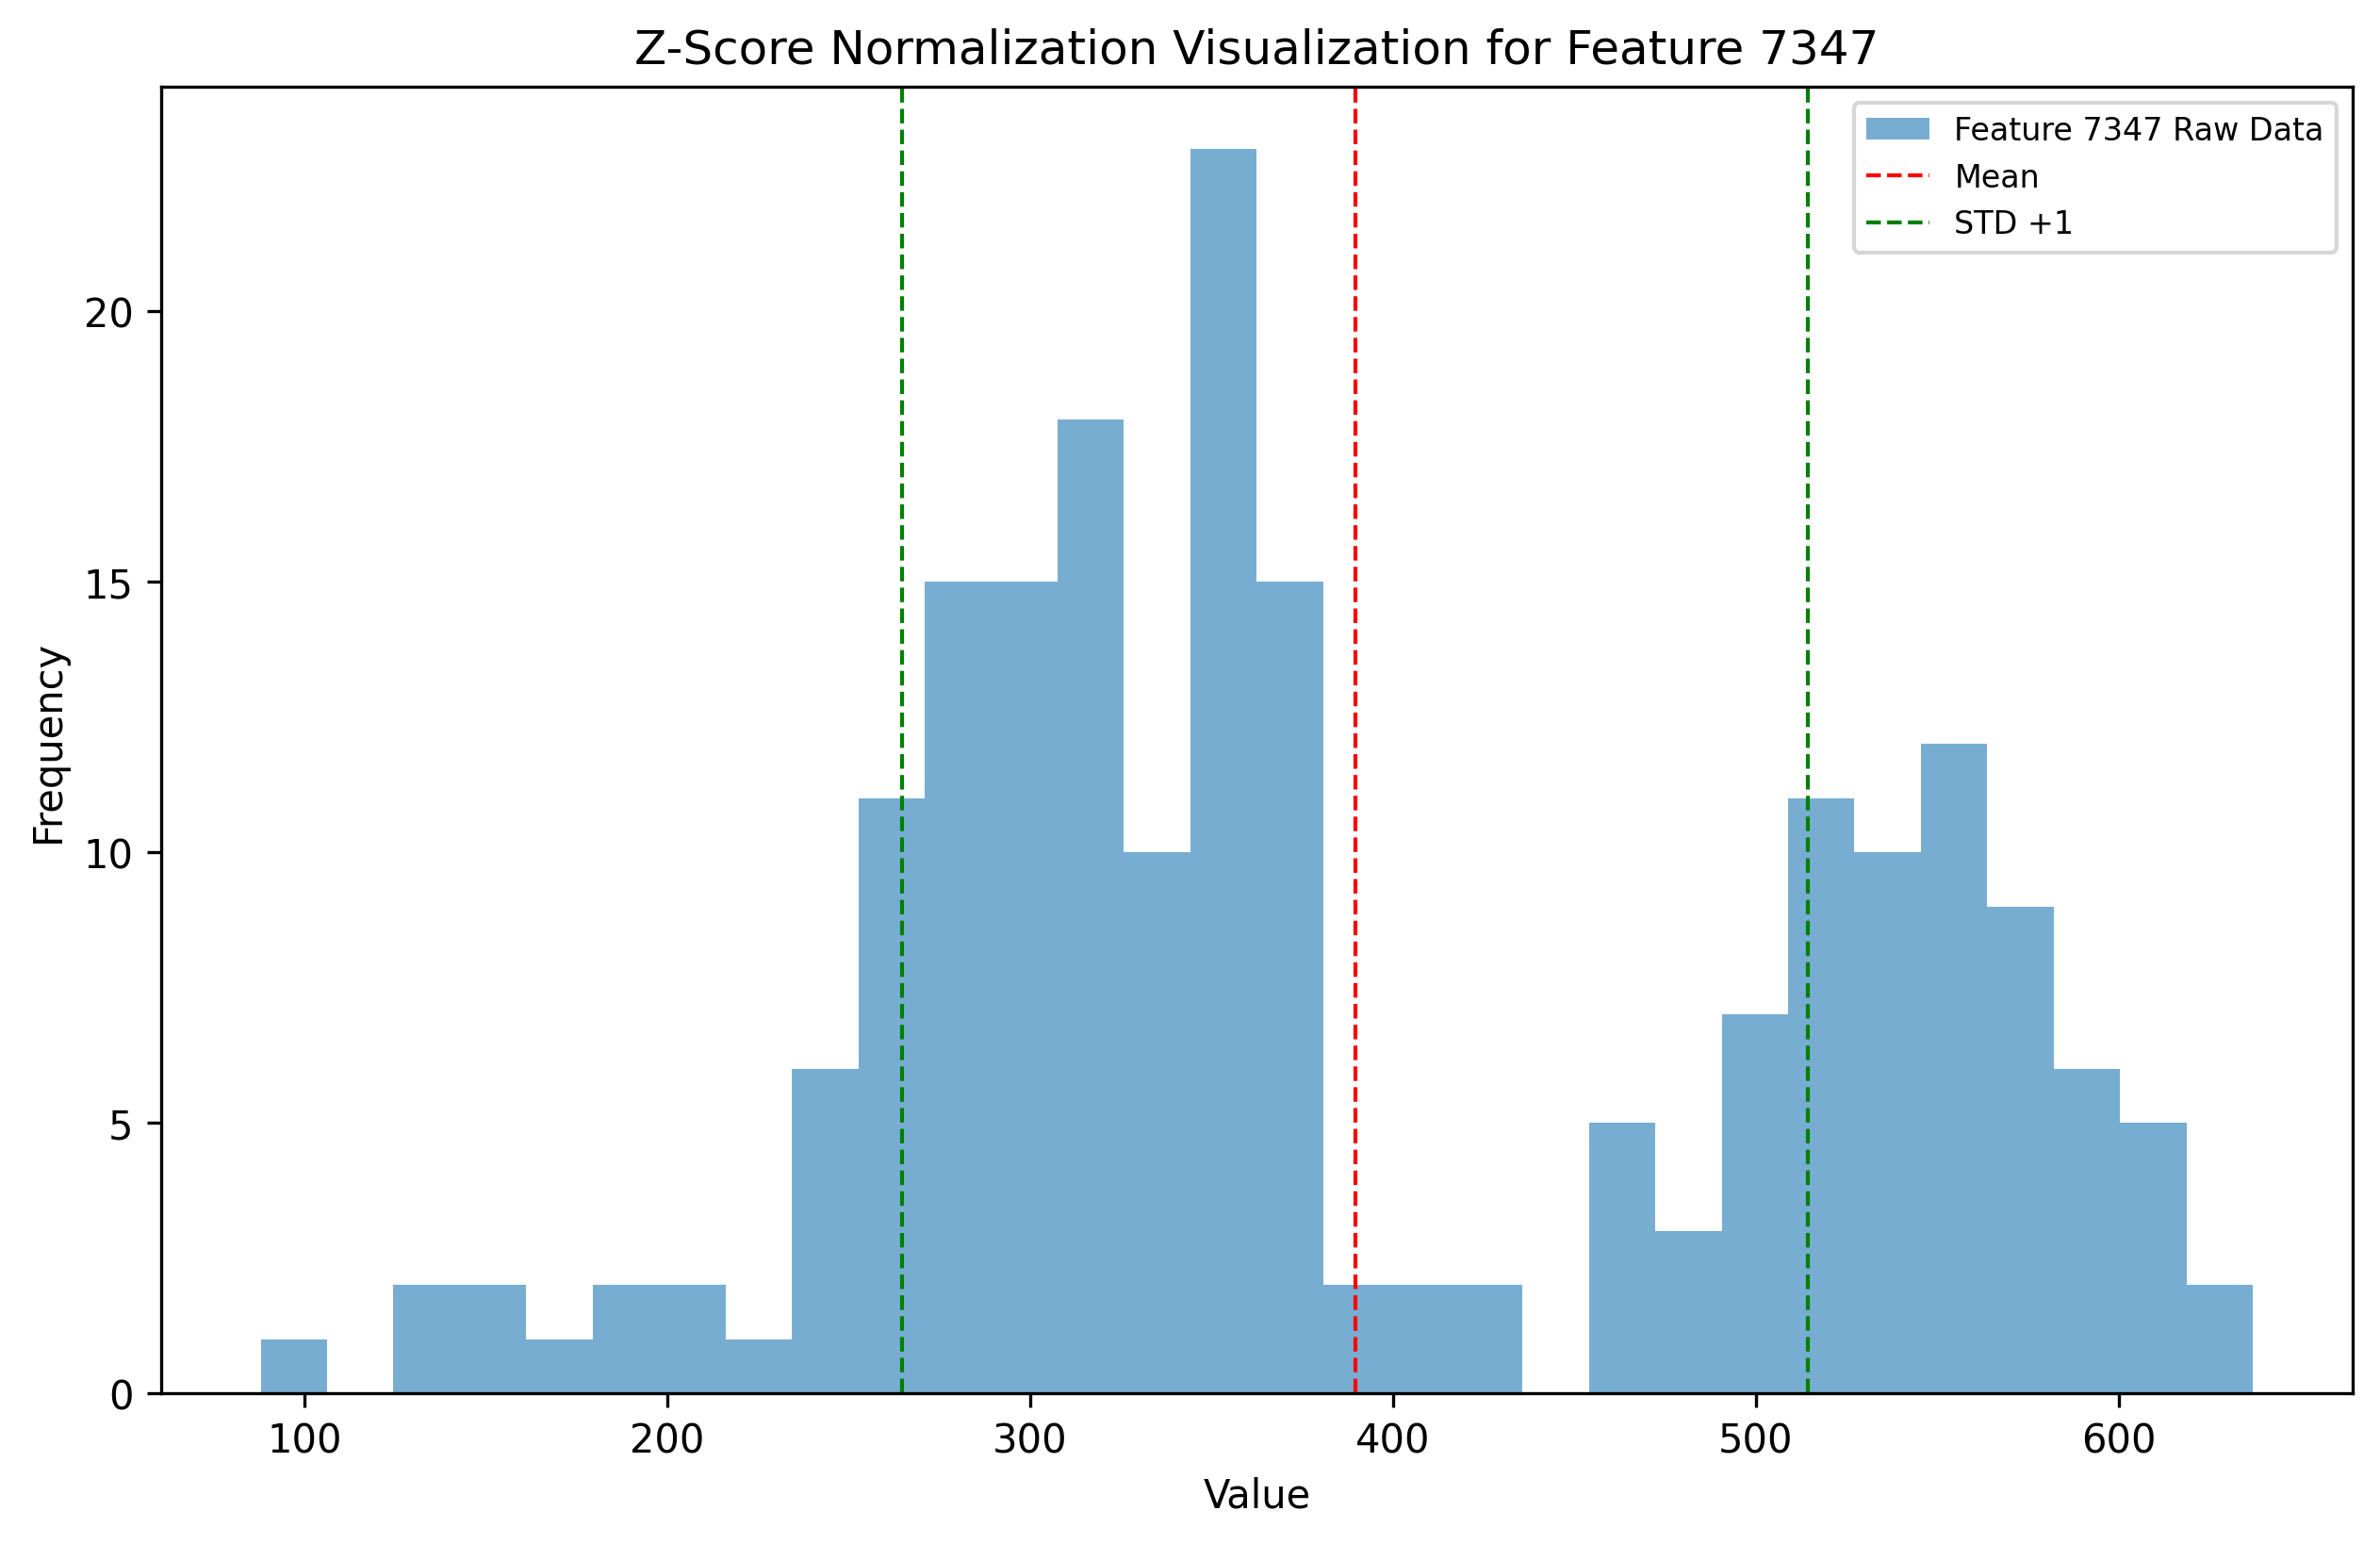 Z-Score Normalization Visualization for Feature 7347
Feature 7347 Raw Data
Mean
STD +1
20
15
10
5
0
Frequency
100 200 300 400 500 600
Value